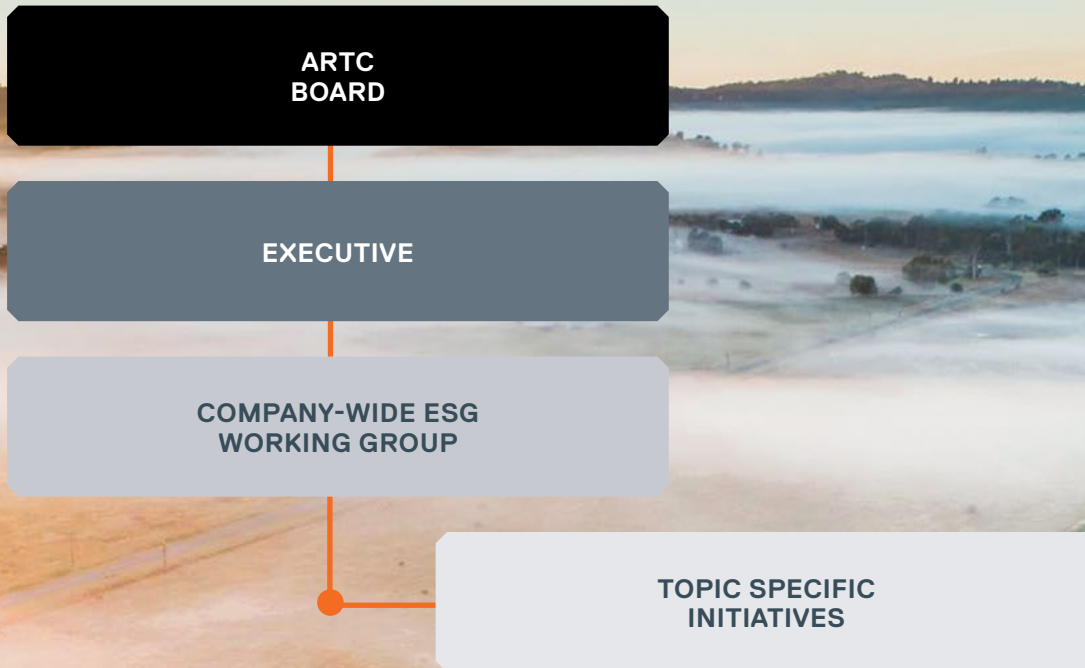 ARTC
BOARD
EXECUTIVE
COMPANY-WIDE ESG
WORKING GROUP
TOPIC SPECIFIC
INITIATIVES